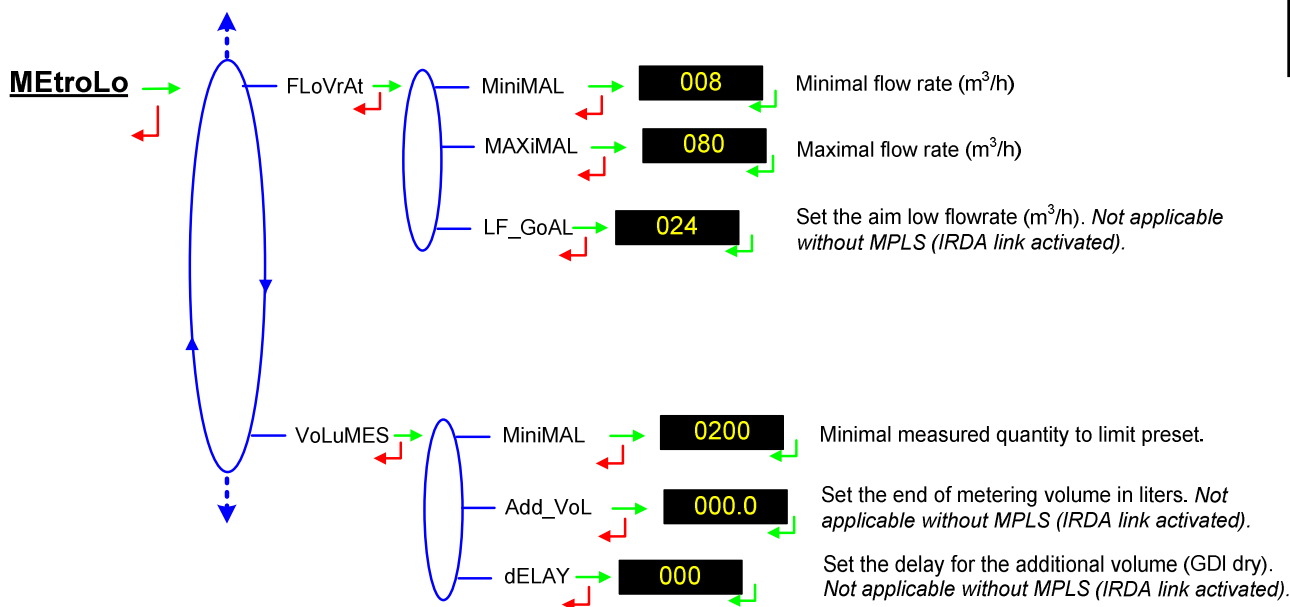 MEtroLo
FLoVrAt
MiniMAL
008
Minimal flow rate (m³/h)
MAXiMAL
080
Maximal flow rate (m³/h)
LF_GoAL
024
Set the aim low flowrate (m³/h). Not applicable
without MPLS (IRDA link activated).
VoLuMES
MiniMAL
0200
Minimal measured quantity to limit preset.
Add_VoL
000.0
Set the end of metering volume in liters. Not
applicable without MPLS (IRDA link activated).
dELAY
000
Set the delay for the additional volume (GDI dry).
Not applicable without MPLS (IRDA link activated).